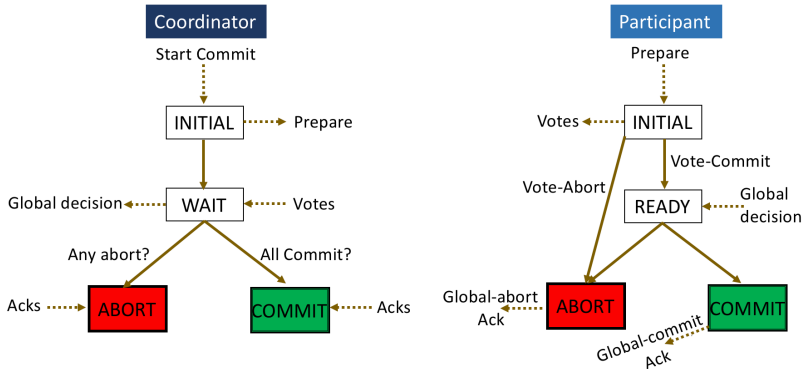 Coordinator
Start Commit
INITIAL
Prepare
Global decision
WAIT
Votes
Any abort?
All Commit?
Acks
ABORT
COMMIT
Acks
Participant
Prepare
Votes
INITIAL
Vote-Commit
Vote-Abort
READY
Global
decision
Global-abort
Ack
ABORT
COMMIT
Global-commit
Ack